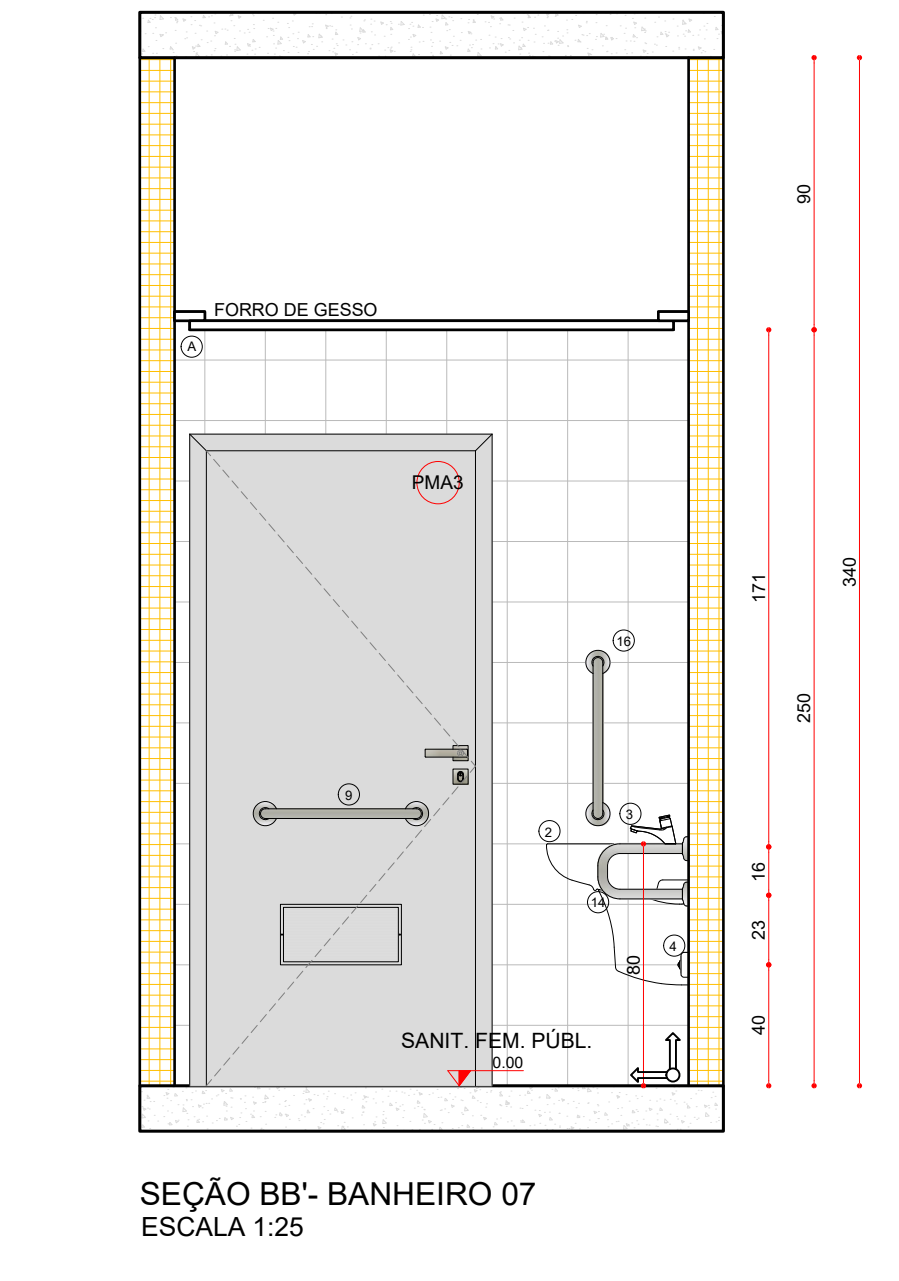 90
FORRO DE GESSO
A
PMA3
340
171
16
250
9
3
2
16
14
23
4
80
40
SANIT. FEM. PÚBL.
0.00
SEÇÃO BB'- BANHEIRO 07
ESCALA 1:25